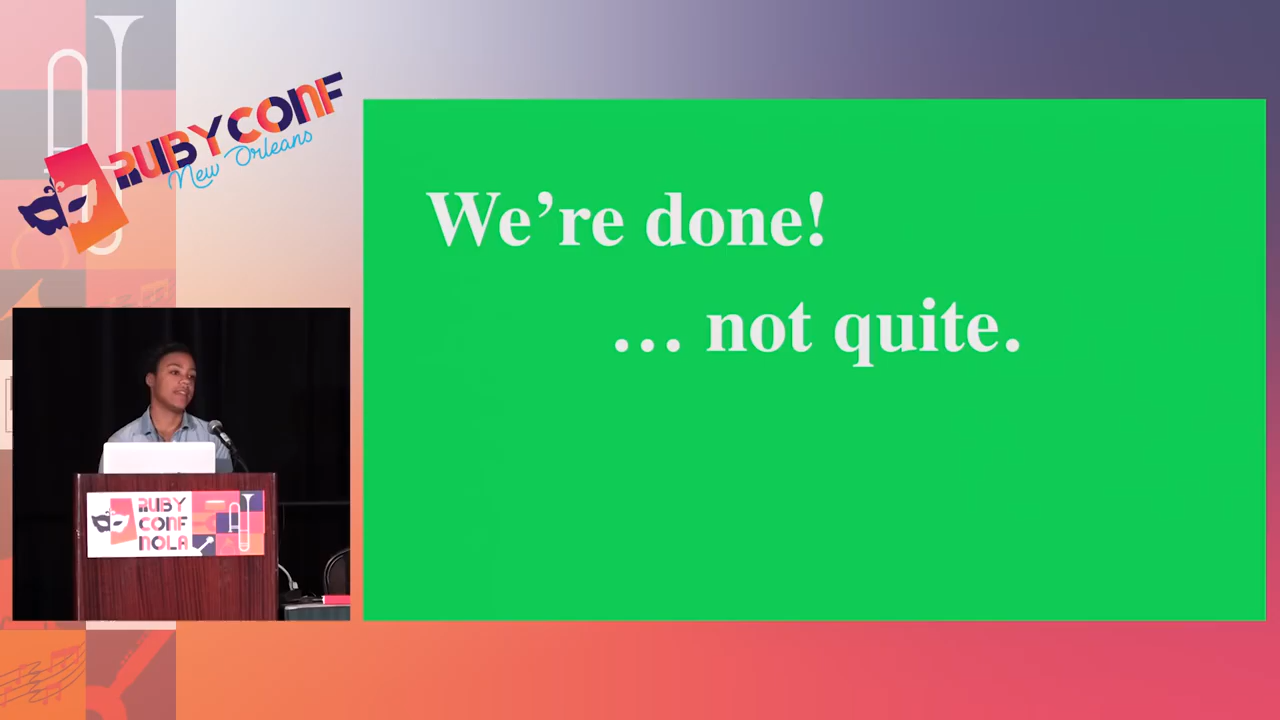 RUBYCONF
New Orleans
We're done!
... not quite.
RUBY
CONF
NOLA